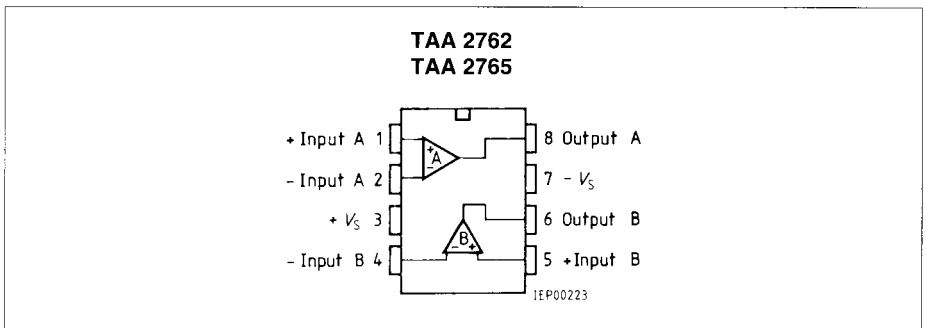 TAA 2762
TAA 2765
+ Input A 1
8 Output A
- Input A 2
7 - Vs
+ Vs 3
6 Output B
- Input B 4
5 +Input B
+
A
-
B
- +
IEP00223